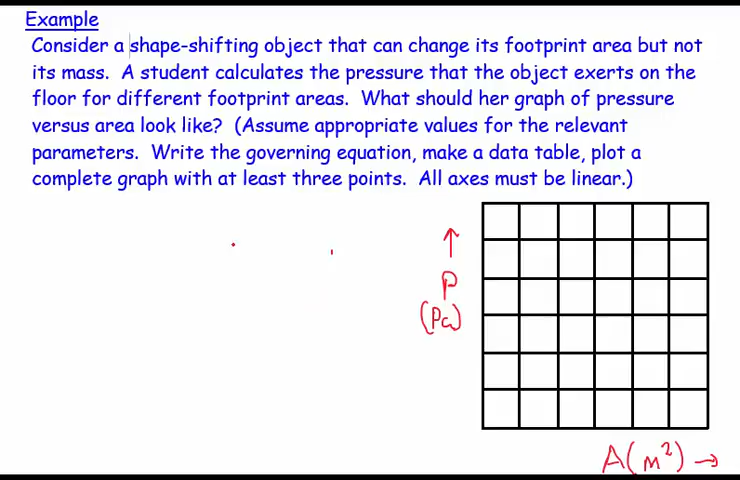 Example
Consider a shape-shifting object that can change its footprint area but not
its mass. A student calculates the pressure that the object exerts on the
floor for different footprint areas. What should her graph of pressure
versus area look like? (Assume appropriate values for the relevant
parameters. Write the governing equation, make a data table, plot a
complete graph with at least three points. All axes must be linear.)
↑
P
(Pa)
A(m²) →